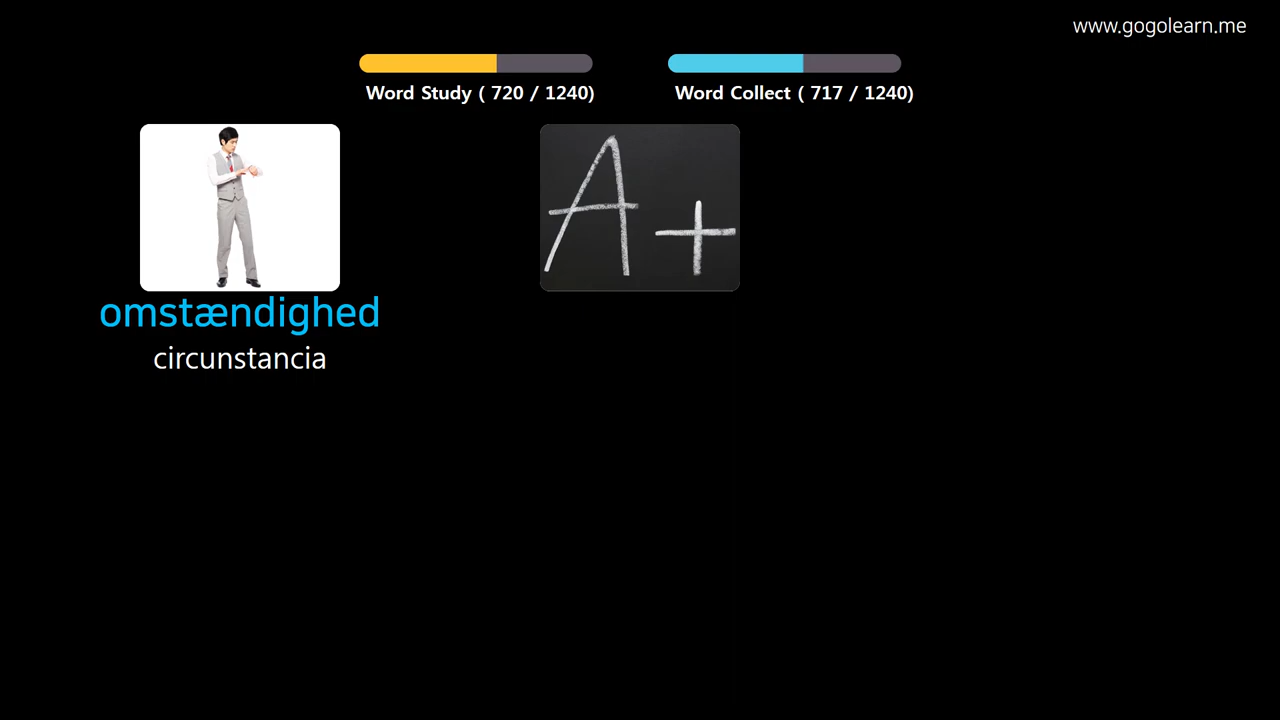 www.gogolearn.me
Word Study ( 720 / 1240)
Word Collect ( 717 / 1240)
A+
omstændighed
circunstancia